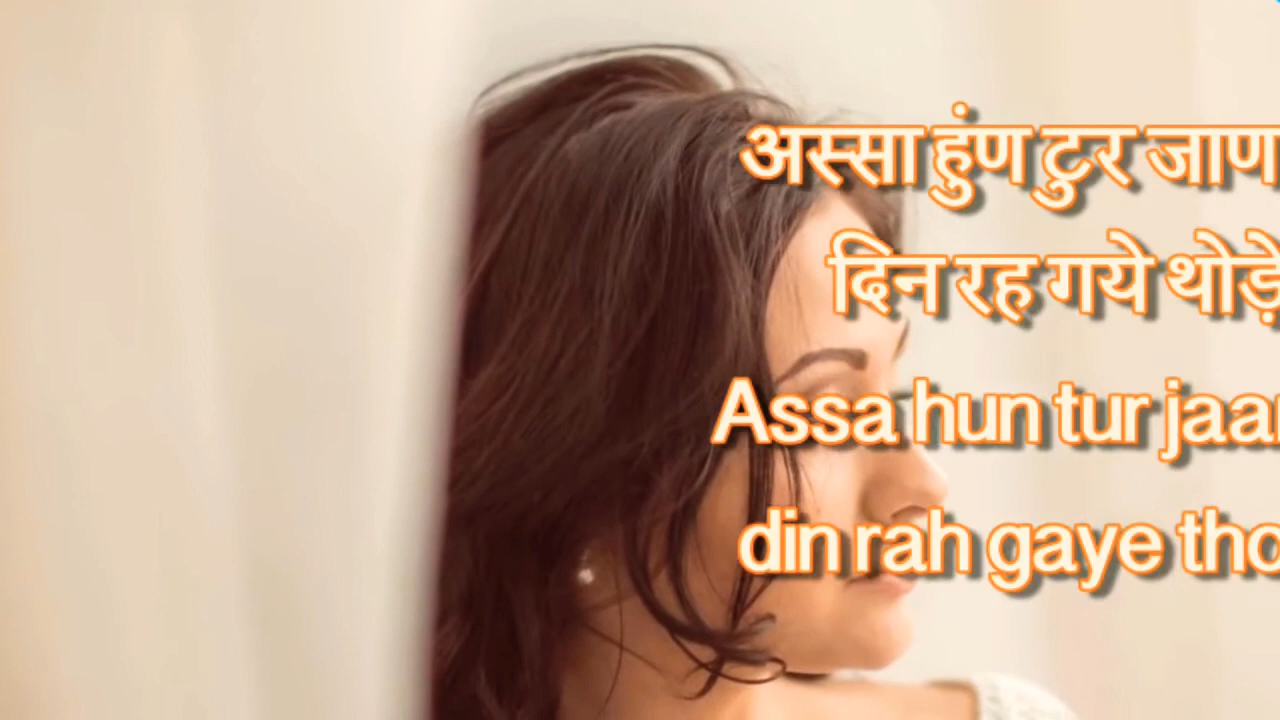 अस्सा हुंण टुर जाण
दिन रह गये थोड़े
Assa hun tur
din rah gaye